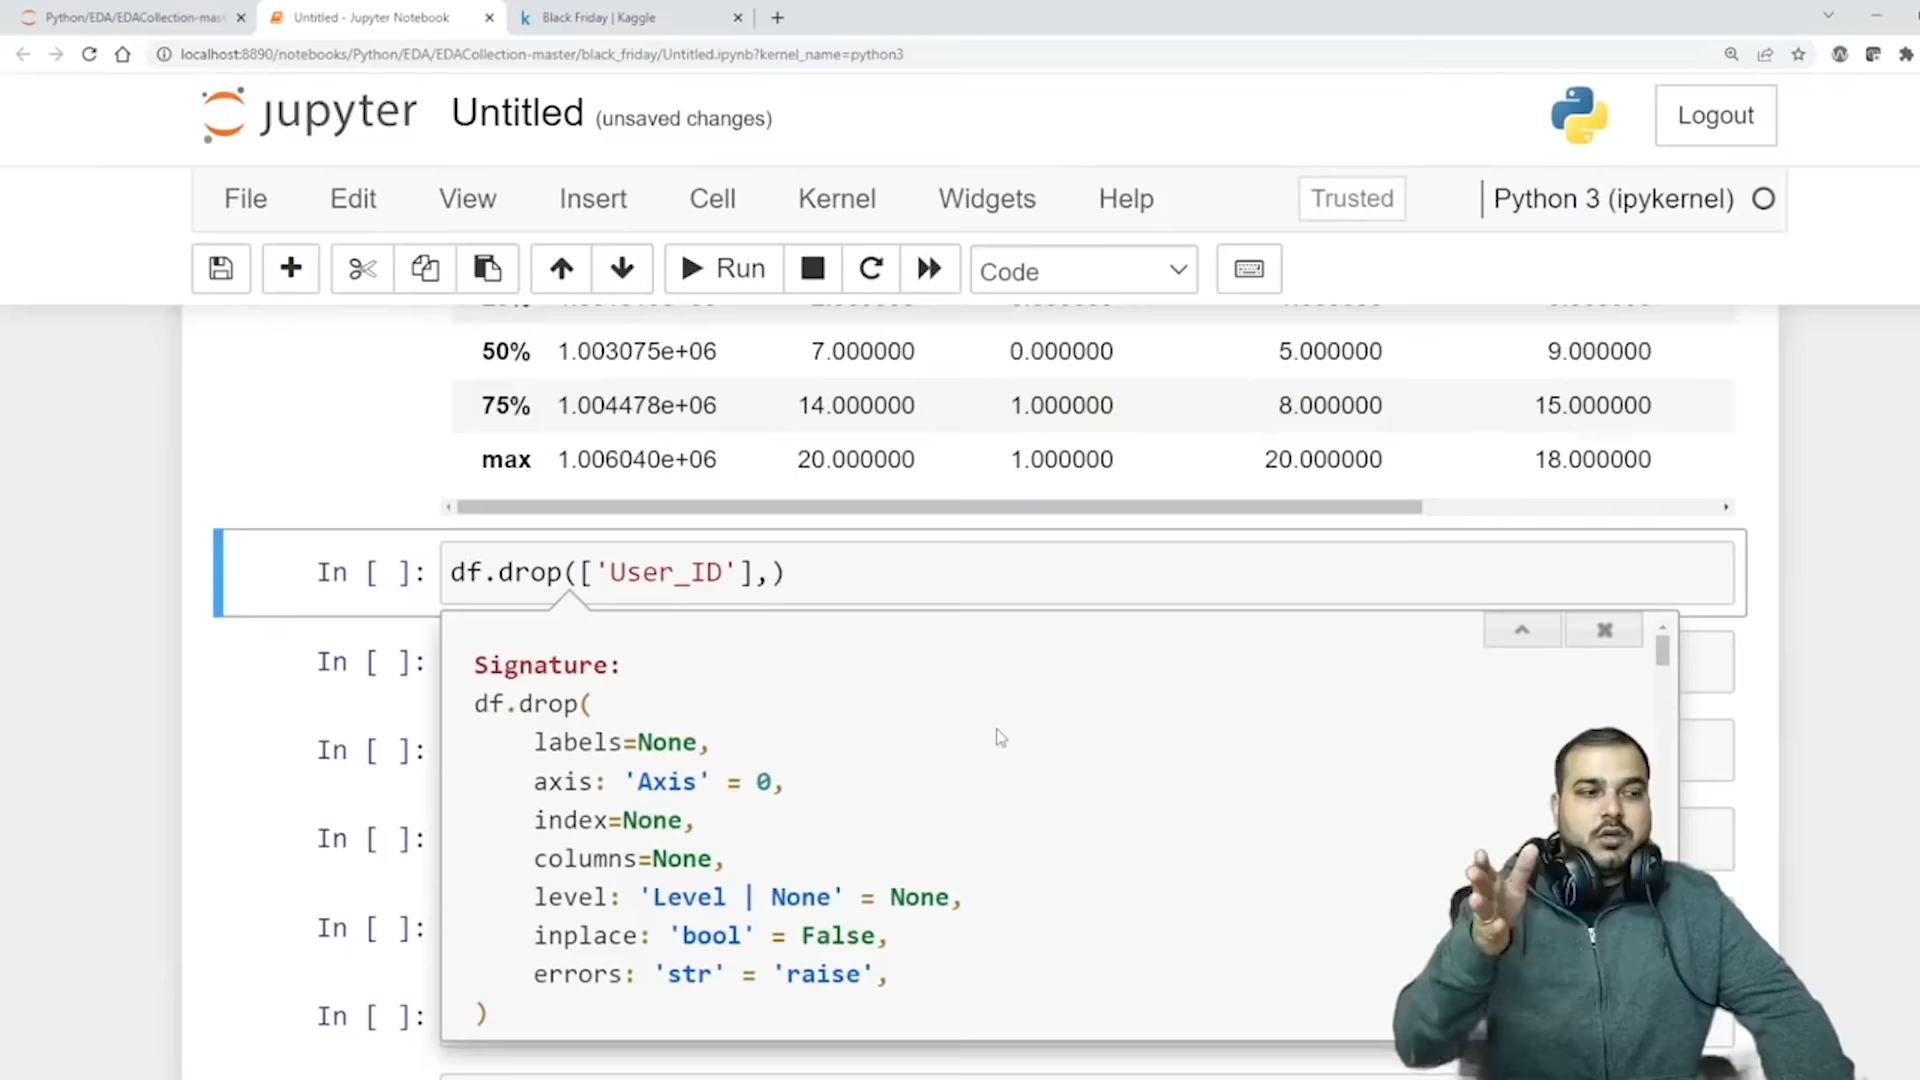 Python/EDA/EDACollection-mas
Untitled - Jupyter Notebook
Black Friday | Kaggle
localhost:8890/notebooks/Python/EDA/EDACollection-master/black_friday/Untitled.ipynb?kernel_name=python3
jupyter Untitled (unsaved changes)
Logout
File Edit View Insert Cell Kernel Widgets Help Trusted Python 3 (ipykernel)
Run Code
50% 1.003075e+06 7.000000 0.000000 5.000000 9.000000
75% 1.004478e+06 14.000000 1.000000 8.000000 15.000000
max 1.006040e+06 20.000000 1.000000 20.000000 18.000000
In [ ]: df.drop(['User_ID'],)
Signature:
In [ ]:
df.drop(
labels=None,
In [ ]:
axis: 'Axis' = 0,
index=None,
In [ ]:
columns=None,
level: 'Level | None' = None,
In [ ]:
inplace: 'bool' = False,
errors: 'str' = 'raise',
In [ ]:
)